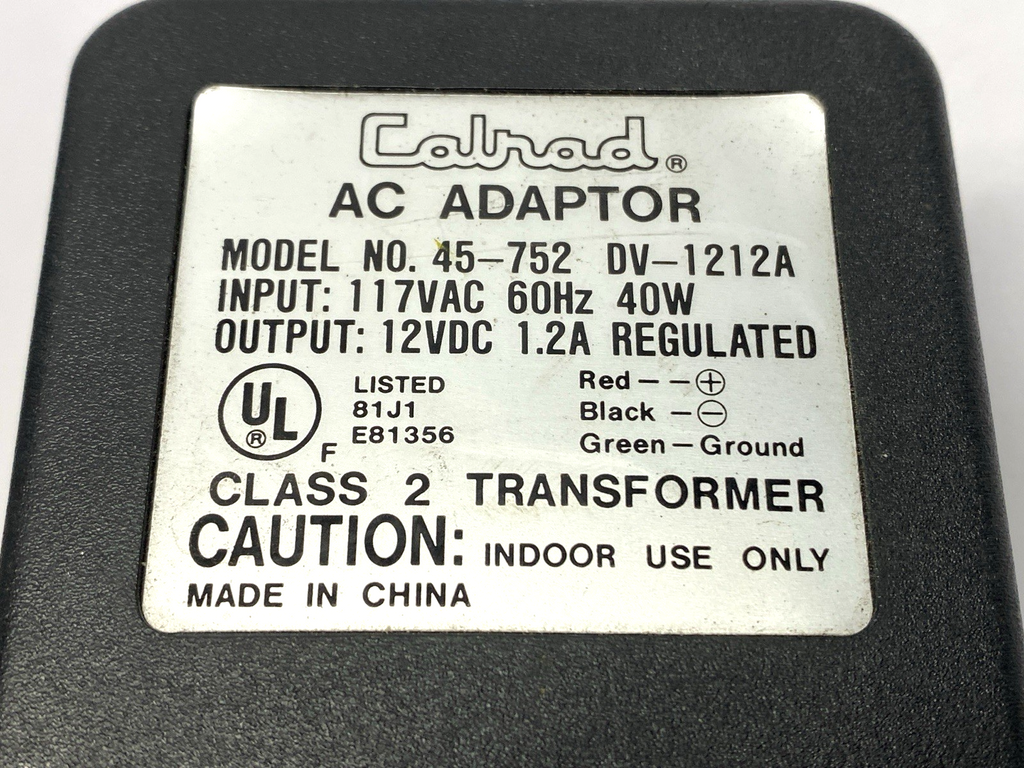 Calrad®
AC ADAPTOR
MODEL NO. 45-752 DV-1212A
INPUT: 117VAC 60Hz 40W
OUTPUT: 12VDC 1.2A REGULATED
UL® F
LISTED
81J1
E81356
Red--⊕
Black-⊖
Green-Ground
CLASS 2 TRANSFORMER
CAUTION: INDOOR USE ONLY
MADE IN CHINA